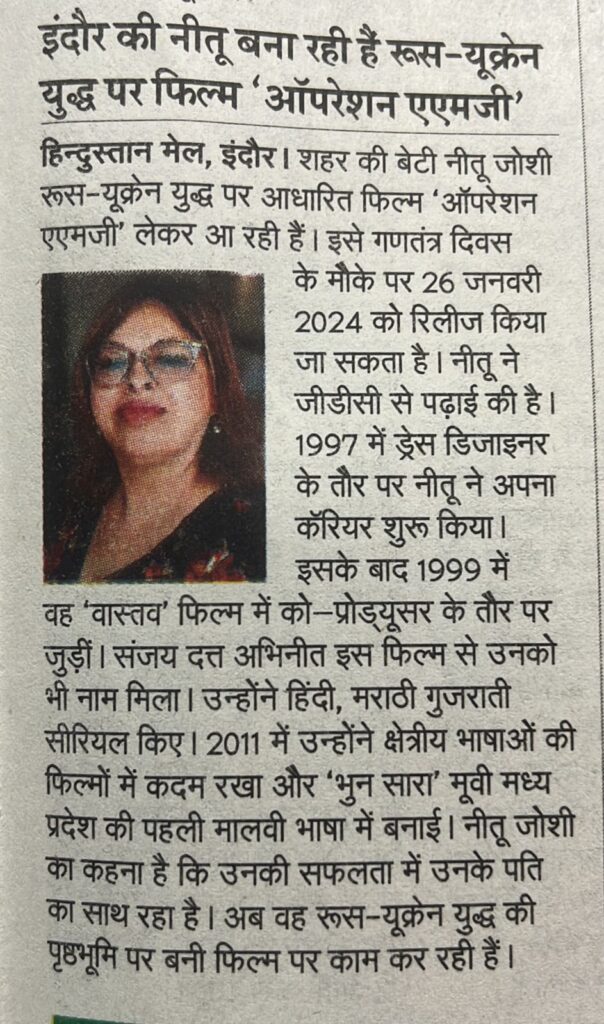 इंदौर की नीतू बना रही हैं रूस-यूक्रेन
युद्ध पर फिल्म ‘ऑपरेशन एएमजी’
हिन्दुस्तान मेल, इंदौर। शहर की बेटी नीतू जोशी
रूस-यूक्रेन युद्ध पर आधारित फिल्म ‘ऑपरेशन
एएमजी’ लेकर आ रही हैं। इसे गणतंत्र दिवस
के मौके पर 26 जनवरी
2024 को रिलीज किया
जा सकता है। नीतू ने
जीडीसी से पढ़ाई की है।
1997 में ड्रेस डिजाइनर
के तौर पर नीतू ने अपना
कॅरियर शुरू किया।
इसके बाद 1999 में
वह ‘वास्तव’ फिल्म में को-प्रोड्यूसर के तौर पर
जुड़ीं। संजय दत्त अभिनीत इस फिल्म से उनको
भी नाम मिला। उन्होंने हिंदी, मराठी गुजराती
सीरियल किए। 2011 में उन्होंने क्षेत्रीय भाषाओं की
फिल्मों में कदम रखा और ‘भुन सारा’ मूवी मध्य
प्रदेश की पहली मालवी भाषा में बनाई। नीतू जोशी
का कहना है कि उनकी सफलता में उनके पति
का साथ रहा है। अब वह रूस-यूक्रेन युद्ध की
पृष्ठभूमि पर बनी फिल्म पर काम कर रही हैं।